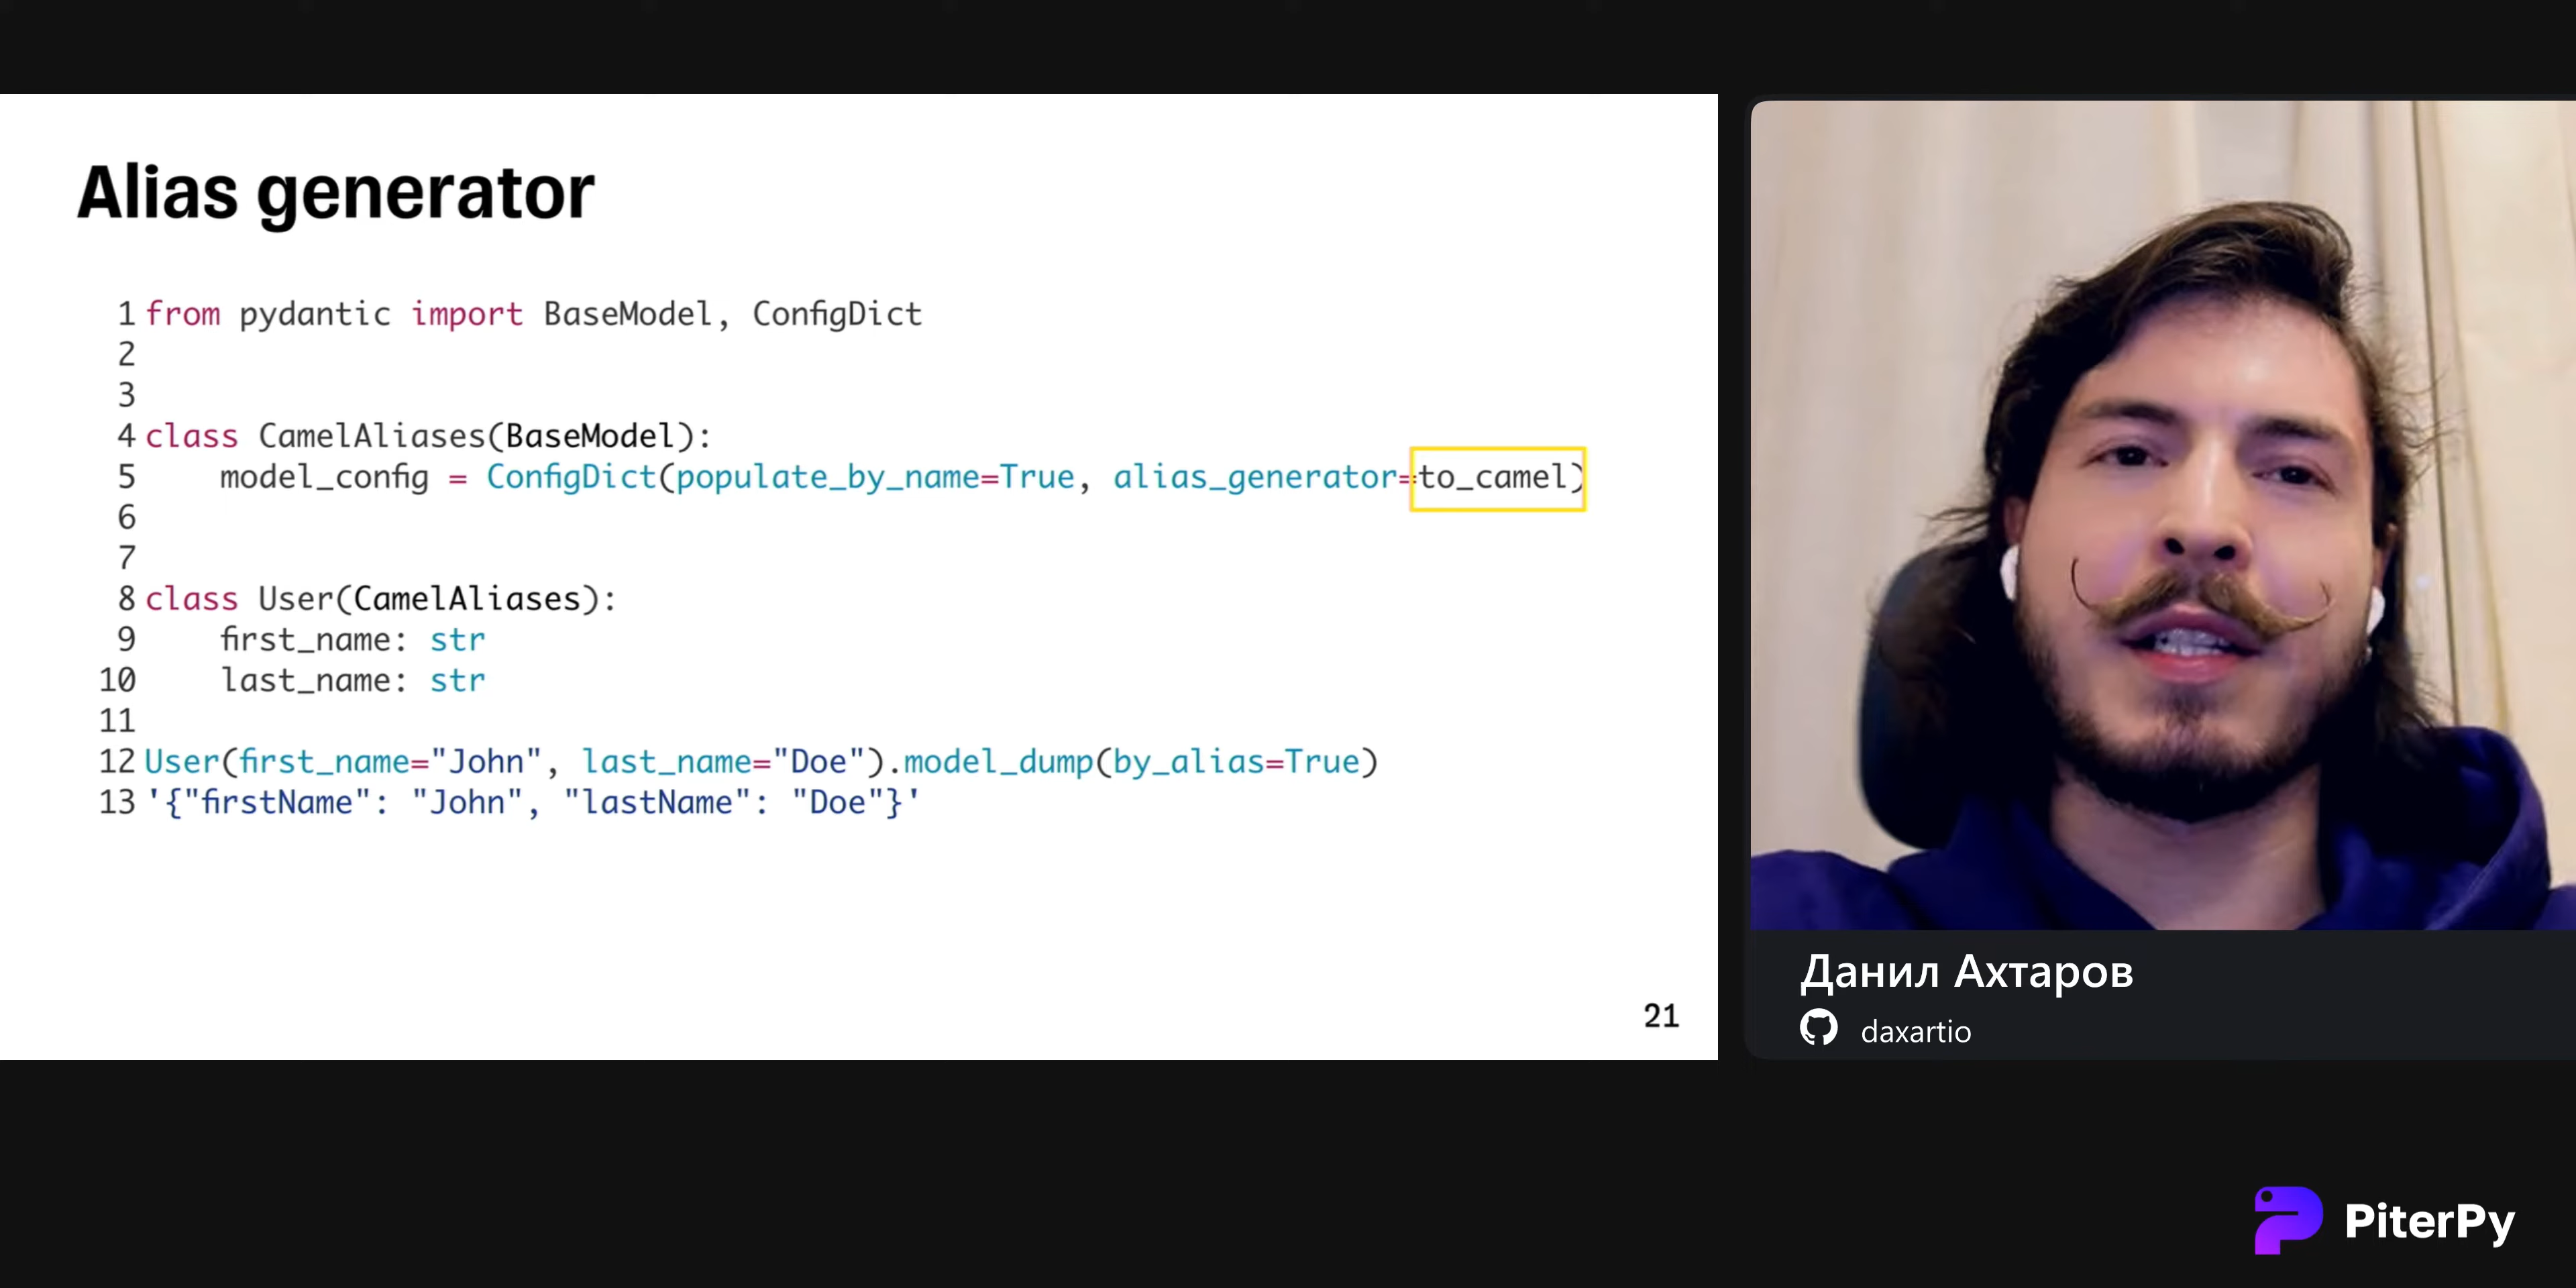 Alias generator
1 from pydantic import BaseModel, ConfigDict
2
3
4 class CamelAliases(BaseModel):
5     model_config = ConfigDict(populate_by_name=True, alias_generator=to_camel)
6
7
8 class User(CamelAliases):
9     first_name: str
10     last_name: str
11
12 User(first_name="John", last_name="Doe").model_dump(by_alias=True)
13 '{"firstName": "John", "lastName": "Doe"}'
21
Данил Ахтаров
daxartio
PiterPy